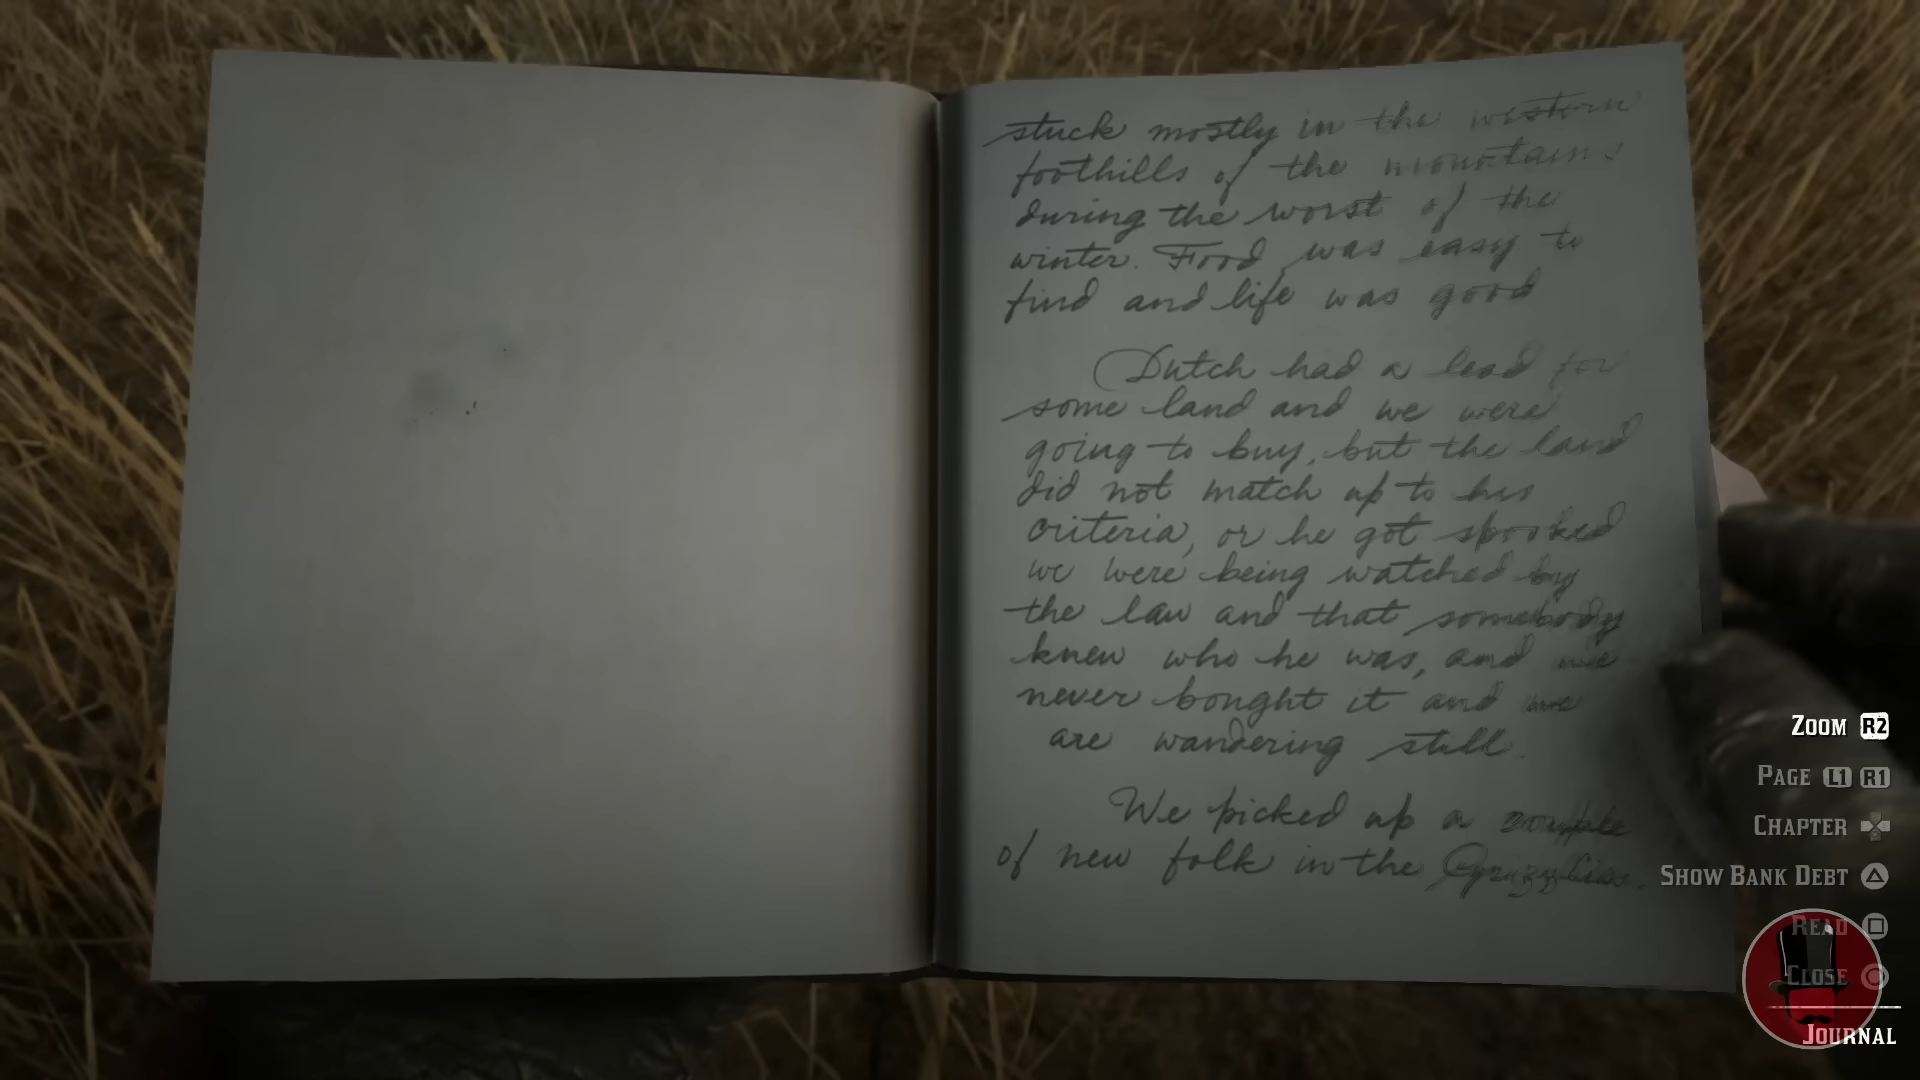 stuck mostly in the western
foothills of the mountains
during the worst of the
winter. Food was easy to
find and life was good
Dutch had a lead for
some land and we were
going to buy, but the land
did not match up to his
criteria, or he got spooked
we were being watched by
the law and that somebody
knew who he was, and we
never bought it and we
are wandering still.
We picked up a couple
of new folk in the Grizzlies.
ZOOM R2
PAGE L1 R1
CHAPTER
SHOW BANK DEBT
READ
CLOSE
JOURNAL